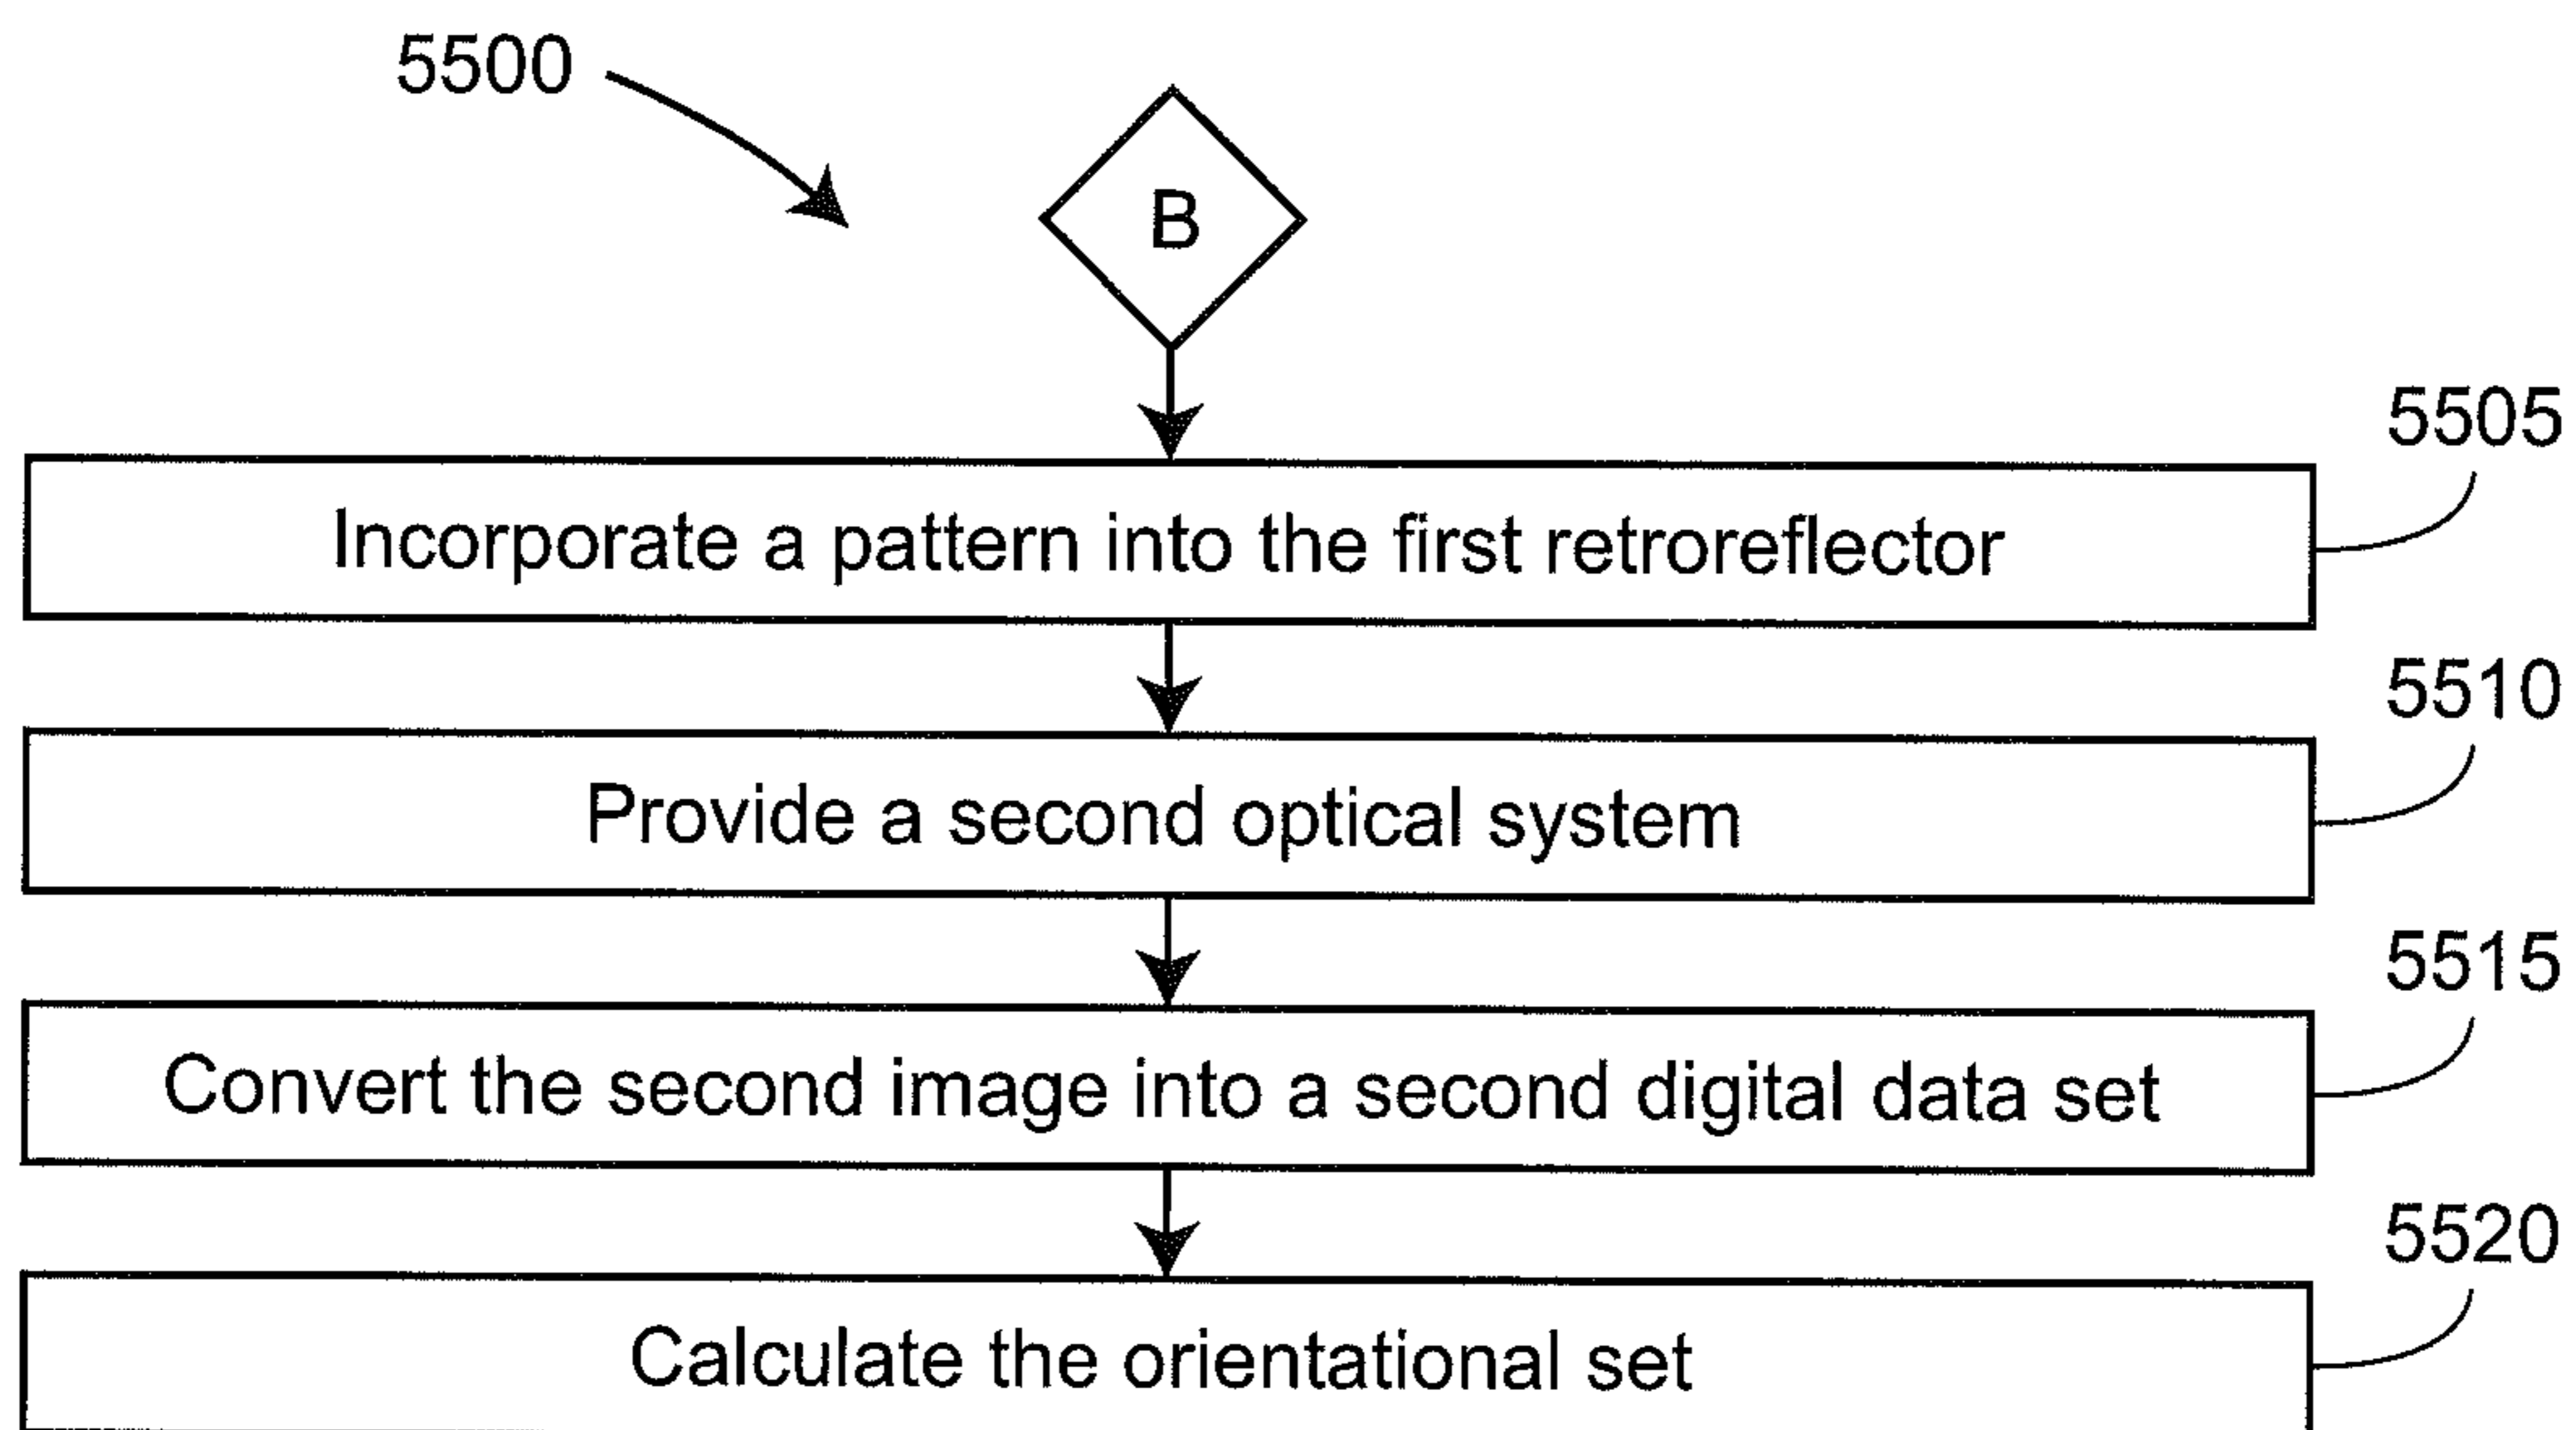 5500
B
5505
Incorporate a pattern into the first retroreflector
5510
Provide a second optical system
5515
Convert the second image into a second digital data set
5520
Calculate the orientational set